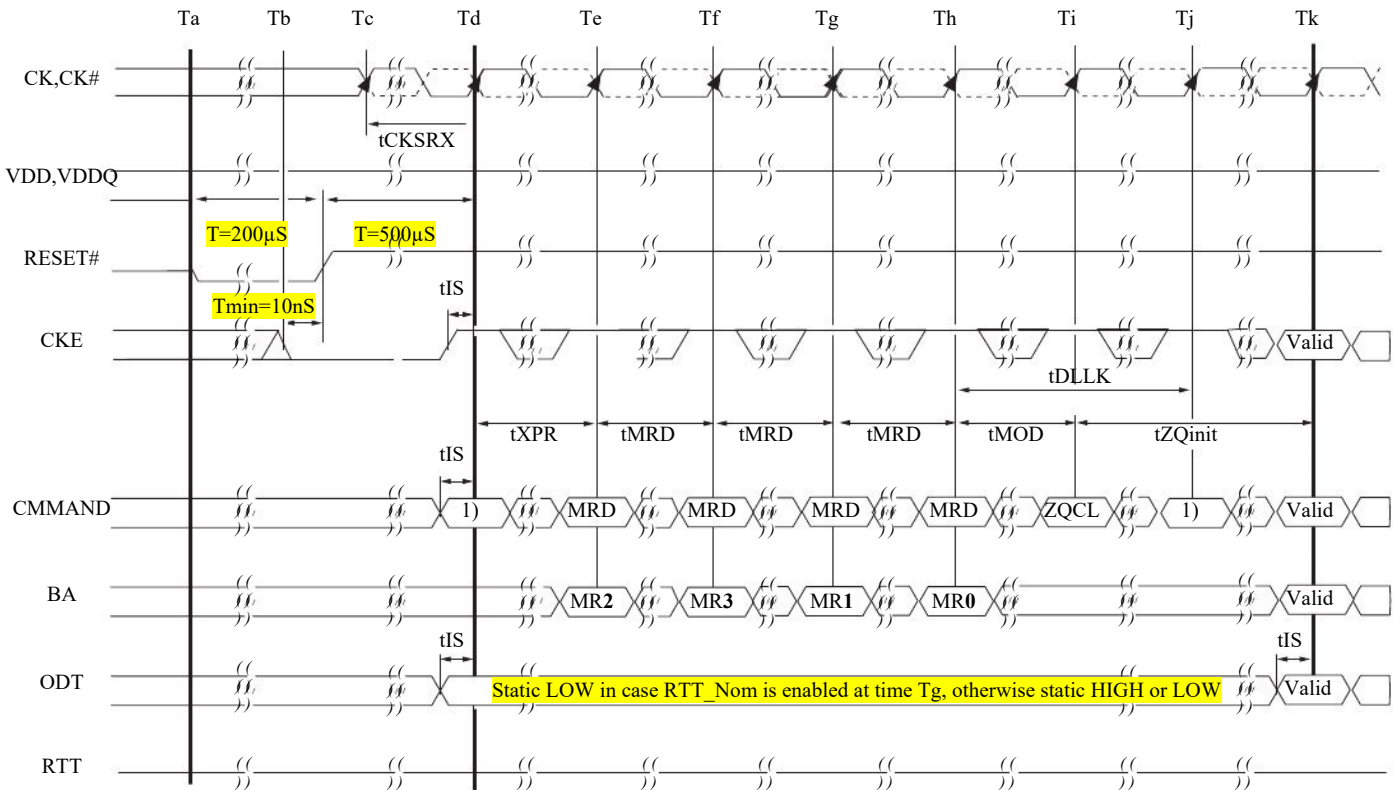 Ta Tb Tc Td Te Tf Tg Th Ti Tj Tk
CK,CK#
tCKSRX
VDD,VDDQ
T=200µS T=500µS
RESET#
tIS
Tmin=10nS
CKE Valid
tDLLK
tXPR tMRD tMRD tMRD tMOD tZQinit
tIS
CMMAND 1) MRD MRD MRD MRD ZQCL 1) Valid
BA MR2 MR3 MR1 MR0 Valid
tIS tIS
ODT Static LOW in case RTT_Nom is enabled at time Tg, otherwise static HIGH or LOW Valid
RTT